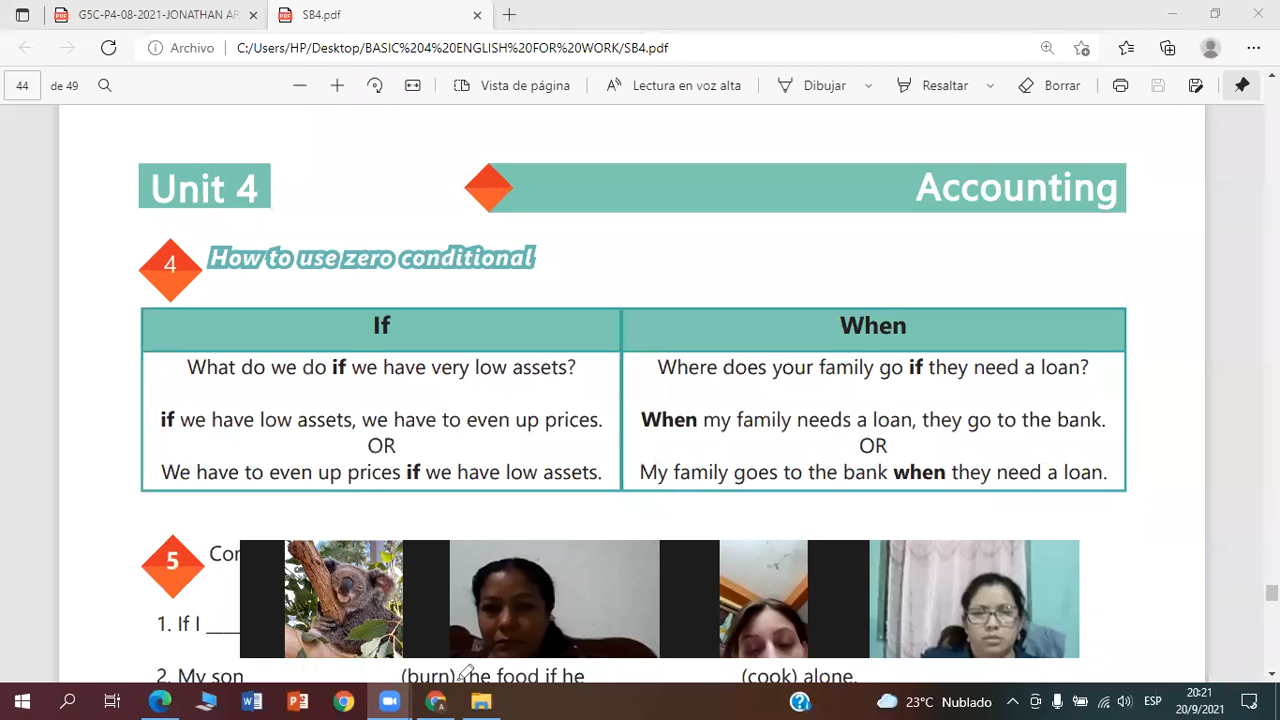 G5C-P4-08-2021-JONATHAN AR
SB4.pdf
Archivo
C:/Users/HP/Desktop/BASIC%204%20ENGLISH%20FOR%20WORK/SB4.pdf
44 de 49
Vista de página
Lectura en voz alta
Dibujar
Resaltar
Borrar
Unit 4
Accounting
4 How to use zero conditional
If
When
What do we do if we have very low assets?
Where does your family go if they need a loan?
if we have low assets, we have to even up prices.
When my family needs a loan, they go to the bank.
OR
OR
We have to even up prices if we have low assets.
My family goes to the bank when they need a loan.
5
1. If I ____
2. My son (burn) he food if he (cook) alone.
23°C Nublado
ESP
20:21
20/9/2021